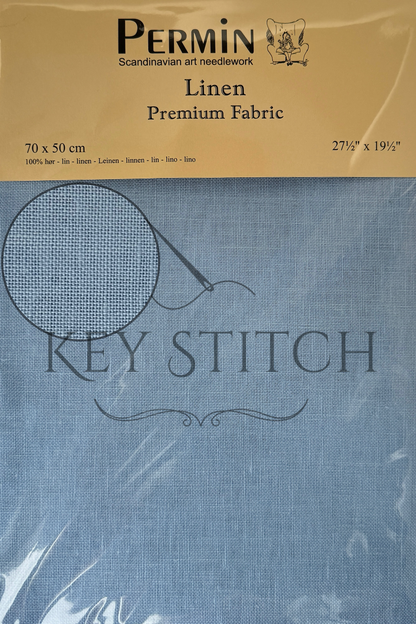 PERMIN
Scandinavian art needlework
Linen
Premium Fabric
70 x 50 cm
27½" x 19½"
100% hør - lin - linen - Leinen - linnen - lin - lino - lino
KEY STITCH